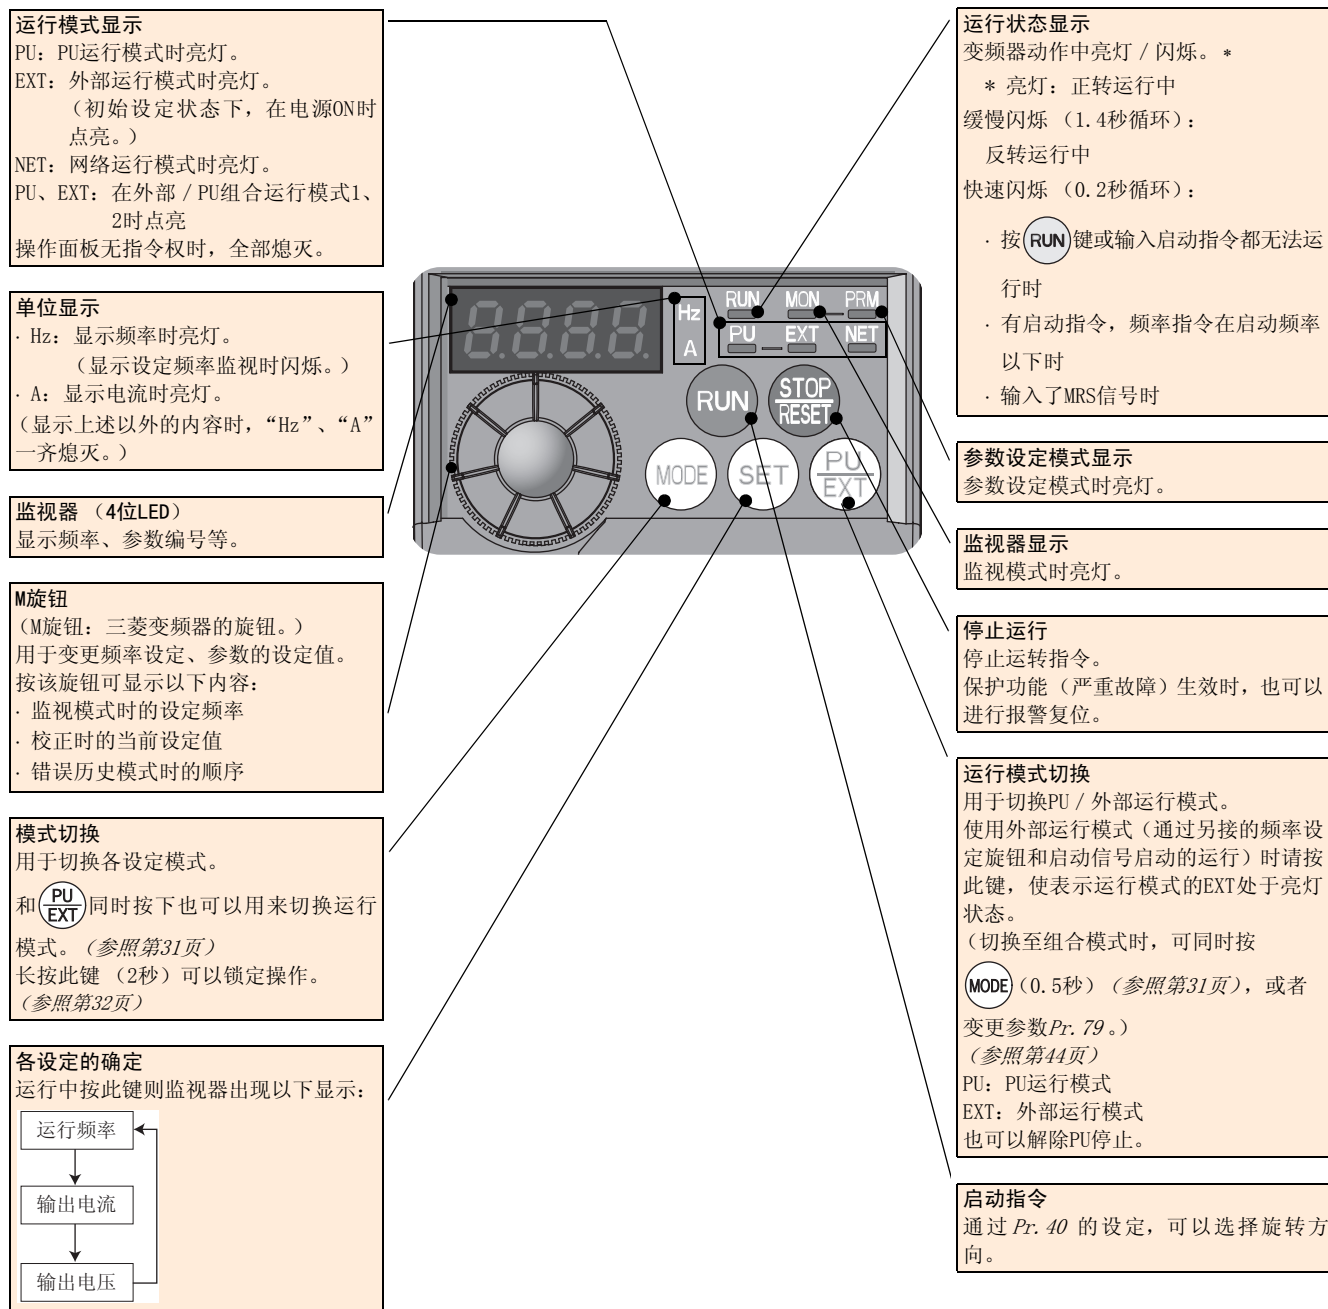 运行模式显示
PU：PU运行模式时亮灯。
EXT：外部运行模式时亮灯。
（初始设定状态下，在电源ON时
点亮。）
NET：网络运行模式时亮灯。
PU、EXT：在外部／PU组合运行模式1、
2时点亮
操作面板无指令权时，全部熄灭。
单位显示
· Hz：显示频率时亮灯。
（显示设定频率监视时闪烁。）
· A：显示电流时亮灯。
（显示上述以外的内容时，“Hz”、“A”
一齐熄灭。）
监视器 （4位LED）
显示频率、参数编号等。
M旋钮
（M旋钮：三菱变频器的旋钮。）
用于变更频率设定、参数的设定值。
按该旋钮可显示以下内容：
· 监视模式时的设定频率
· 校正时的当前设定值
· 错误历史模式时的顺序
模式切换
用于切换各设定模式。
和PU/EXT同时按下也可以用来切换运行
模式。（参照第31页）
长按此键 （2秒）可以锁定操作。
（参照第32页）
各设定的确定
运行中按此键则监视器出现以下显示：
运行频率
输出电流
输出电压
8.8.8.8.
Hz
A
RUN MON PRM
PU EXT NET
RUN
STOP
RESET
MODE
SET
PU
EXT
运行状态显示
变频器动作中亮灯／闪烁。*
* 亮灯：正转运行中
缓慢闪烁 （1.4秒循环）：
反转运行中
快速闪烁 （0.2秒循环）：
· 按RUN键或输入启动指令都无法运
行时
· 有启动指令，频率指令在启动频率
以下时
· 输入了MRS信号时
参数设定模式显示
参数设定模式时亮灯。
监视器显示
监视模式时亮灯。
停止运行
停止运转指令。
保护功能（严重故障）生效时，也可以
进行报警复位。
运行模式切换
用于切换PU／外部运行模式。
使用外部运行模式（通过另接的频率设
定旋钮和启动信号启动的运行）时请按
此键，使表示运行模式的EXT处于亮灯
状态。
（切换至组合模式时，可同时按
MODE（0.5秒）（参照第31页），或者
变更参数Pr.79。）
（参照第44页）
PU：PU运行模式
EXT：外部运行模式
也可以解除PU停止。
启动指令
通过Pr.40 的设定，可以选择旋转方
向。